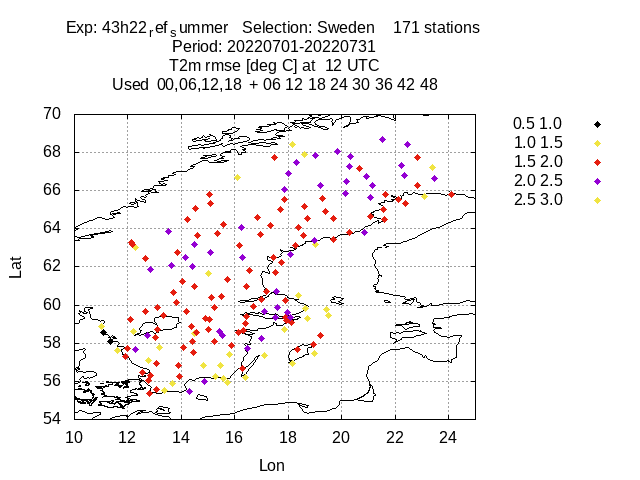 Exp: 43h22refsummer   Selection: Sweden    171 stations
Period: 20220701-20220731
T2m rmse [deg C] at  12 UTC
Used  00,06,12,18  + 06 12 18 24 30 36 42 48
0.5 1.0
1.0 1.5
1.5 2.0
2.0 2.5
2.5 3.0
70
68
66
64
62
60
58
56
54
Lat
10 12 14 16 18 20 22 24
Lon